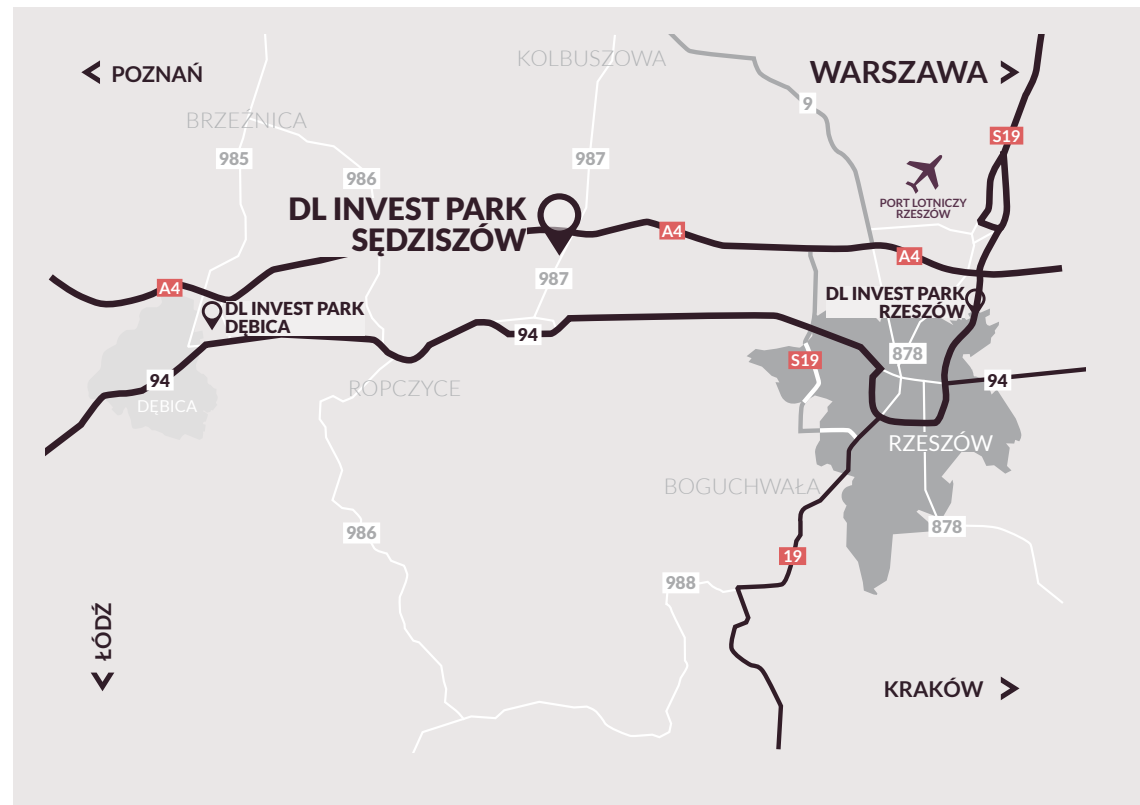 KOLBUSZOWA
POZNAŃ
WARSZAWA
9
BRZEŹNICA
S19
985
987
986
PORT LOTNICZY
RZESZÓW
DL INVEST PARK
SĘDZISZÓW
A4
A4
987
A4
DL INVEST PARK
RZESZÓW
DL INVEST PARK
DĘBICA
94
878
S19
94
94
ROPCZYCE
DĘBICA
RZESZÓW
BOGUCHWAŁA
986
878
19
988
ŁÓDŹ
KRAKÓW